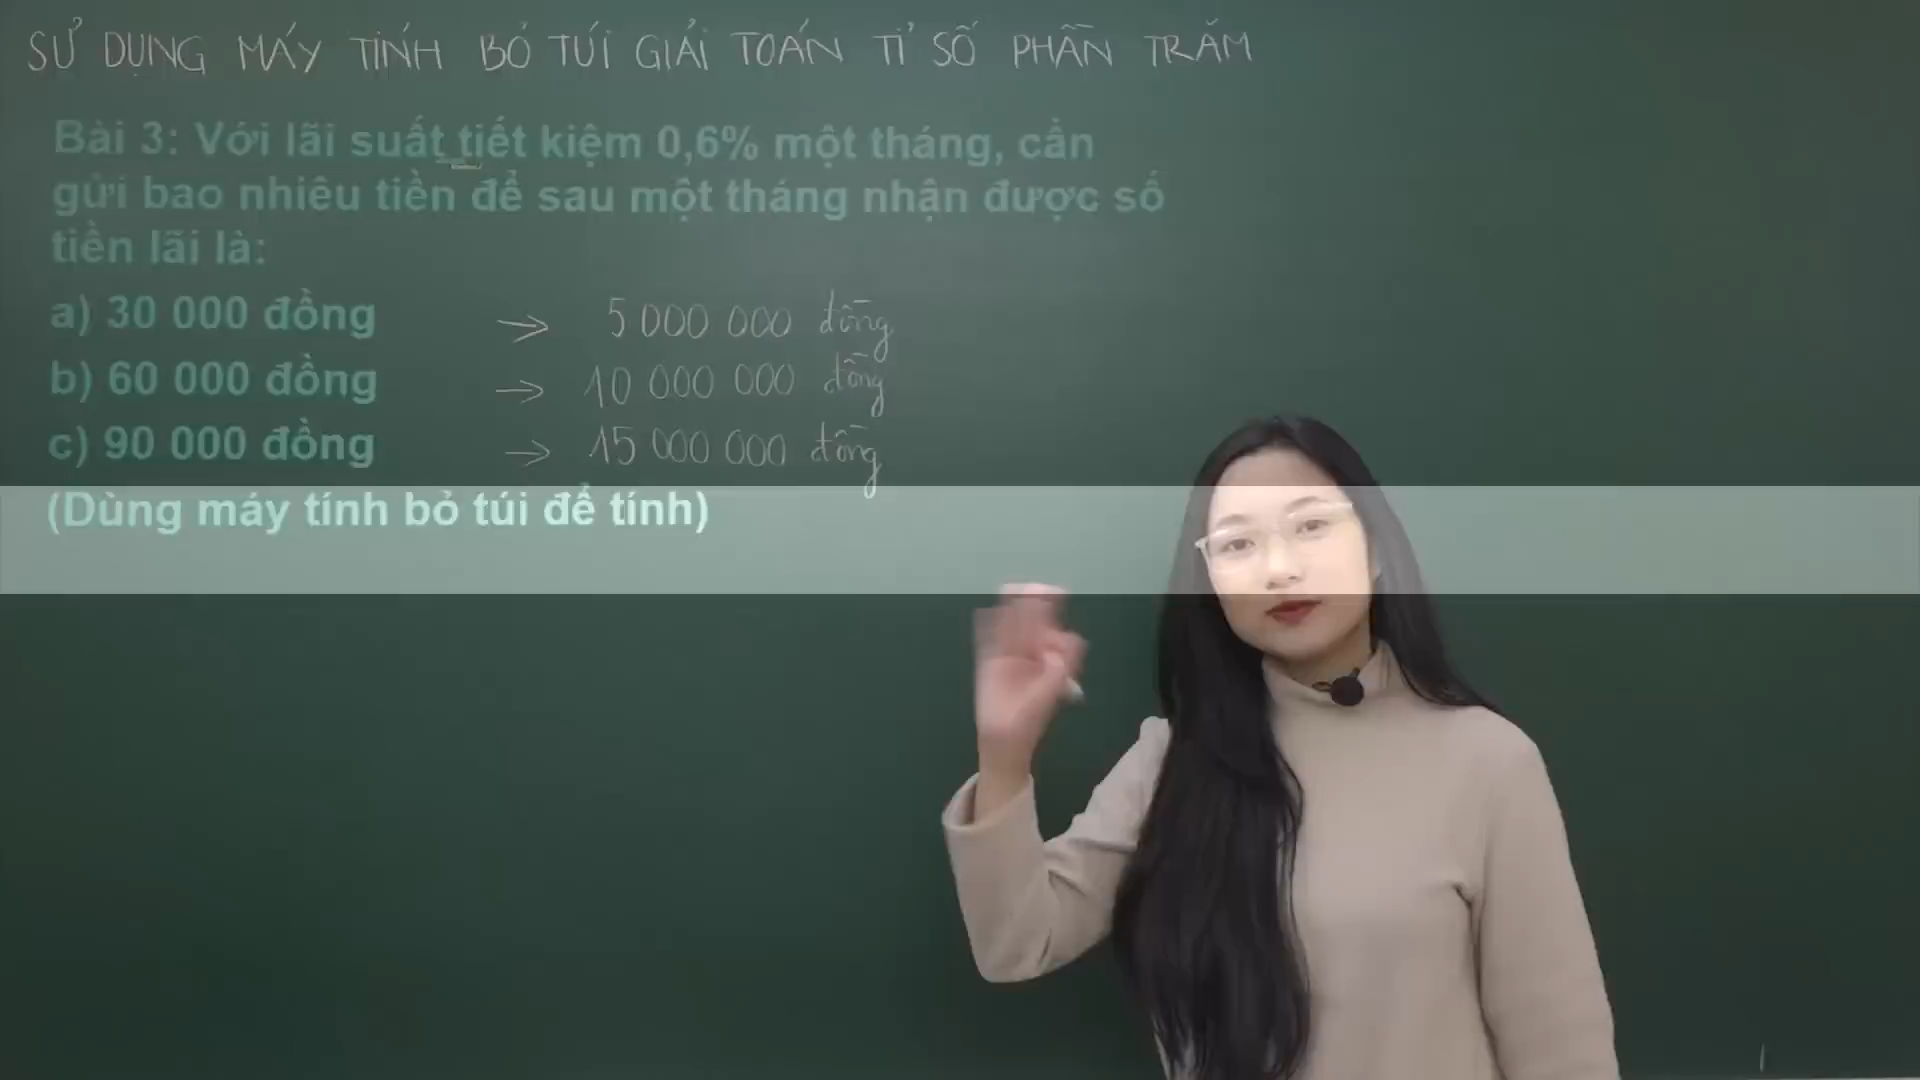 SỬ DỤNG MÁY TÍNH BỎ TÚI GIẢI TOÁN TỈ SỐ PHẦN TRĂM
Bài 3: Với lãi suất tiết kiệm 0,6% một tháng, cần
gửi bao nhiêu tiền để sau một tháng nhận được số
tiền lãi là:
a) 30 000 đồng → 5 000 000 đồng
b) 60 000 đồng → 10 000 000 đồng
c) 90 000 đồng → 15 000 000 đồng
(Dùng máy tính bỏ túi để tính)